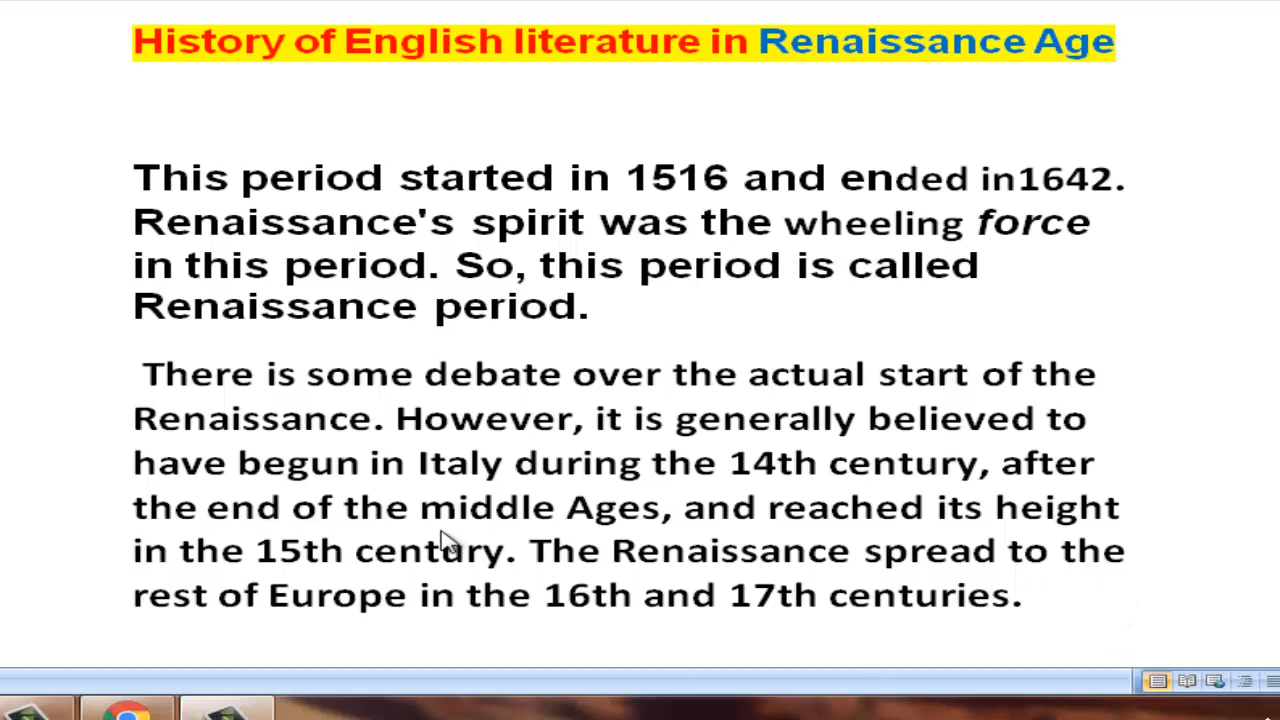 History of English literature in Renaissance Age
This period started in 1516 and ended in1642.
Renaissance's spirit was the wheeling force
in this period. So, this period is called
Renaissance period.
There is some debate over the actual start of the
Renaissance. However, it is generally believed to
have begun in Italy during the 14th century, after
the end of the middle Ages, and reached its height
in the 15th century. The Renaissance spread to the
rest of Europe in the 16th and 17th centuries.